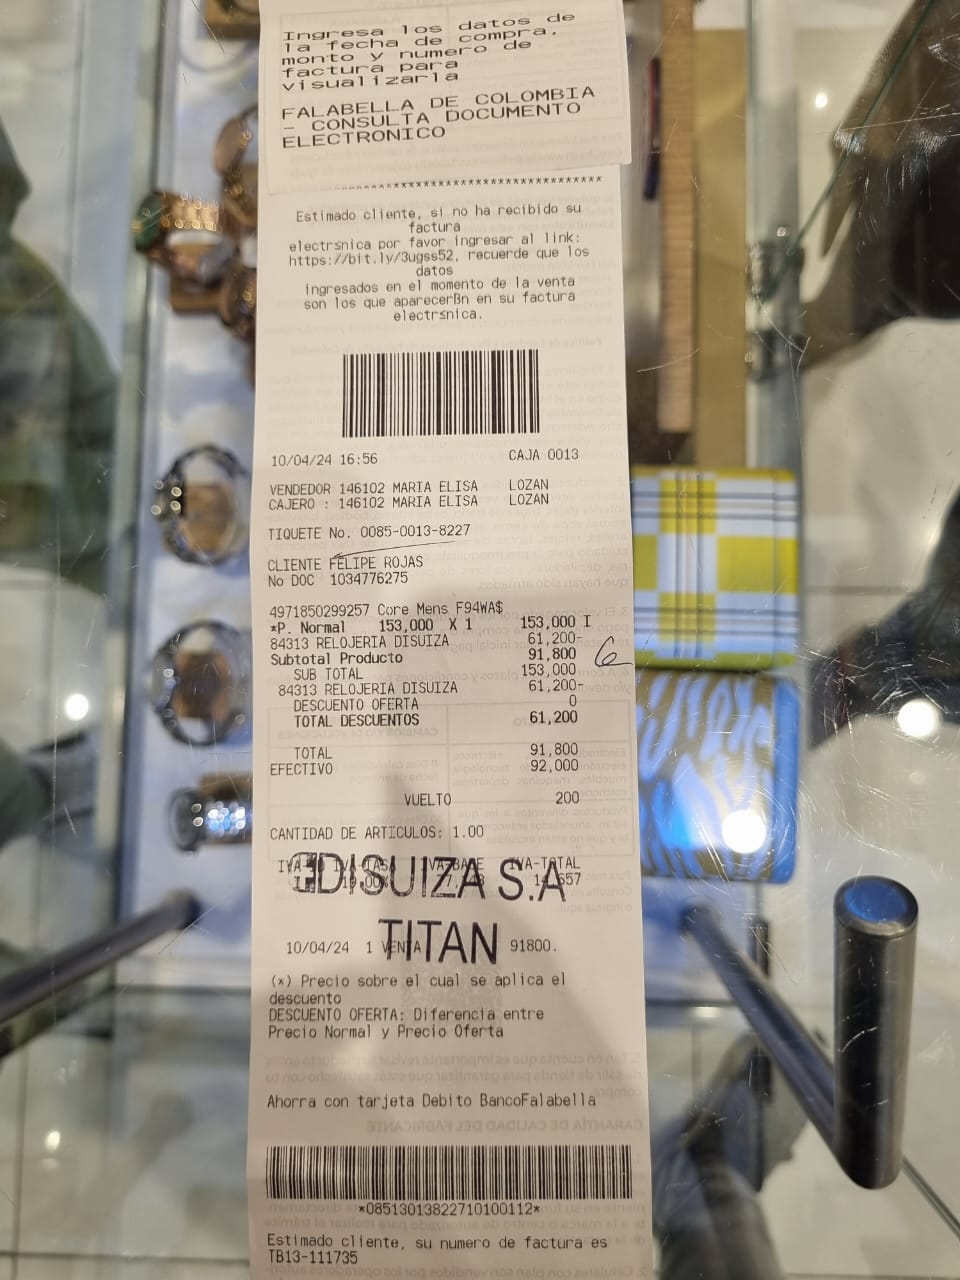 Ingresa los datos de
la fecha de compra,
monto y numero de
factura para
visualizarla
FALABELLA DE COLOMBIA
- CONSULTA DOCUMENTO
ELECTRONICO
************************************
Estimado cliente, si no ha recibido su
factura
electrsnica por favor ingresar al link:
https://bit.ly/3ugss52, recuerde que los
datos
ingresados en el momento de la venta
son los que aparecerßn en su factura
electrsnica.
10/04/24 16:56 CAJA 0013
VENDEDOR 146102 MARIA ELISA LOZAN
CAJERO : 146102 MARIA ELISA LOZAN
TIQUETE No. 0085-0013-8227
CLIENTE FELIPE ROJAS
No DOC 1034776275
4971850299257 Core Mens F94WA$
*P. Normal 153,000 X 1 153,000 I
84313 RELOJERIA DISUIZA 61,200-
Subtotal Producto 91,800
SUB TOTAL 153,000
84313 RELOJERIA DISUIZA 61,200-
DESCUENTO OFERTA 0
TOTAL DESCUENTOS 61,200
TOTAL 91,800
EFECTIVO 92,000
VUELTO 200
CANTIDAD DE ARTICULOS: 1.00
IVA-TOTAL
DISUIZA S.A
TITAN
10/04/24 1 VENTA 91800.
(*) Precio sobre el cual se aplica el
descuento
DESCUENTO OFERTA: Diferencia entre
Precio Normal y Precio Oferta
Ahorra con tarjeta Debito BancoFalabella
*08513013822710100112*
Estimado cliente, su numero de factura es
TB13-111735